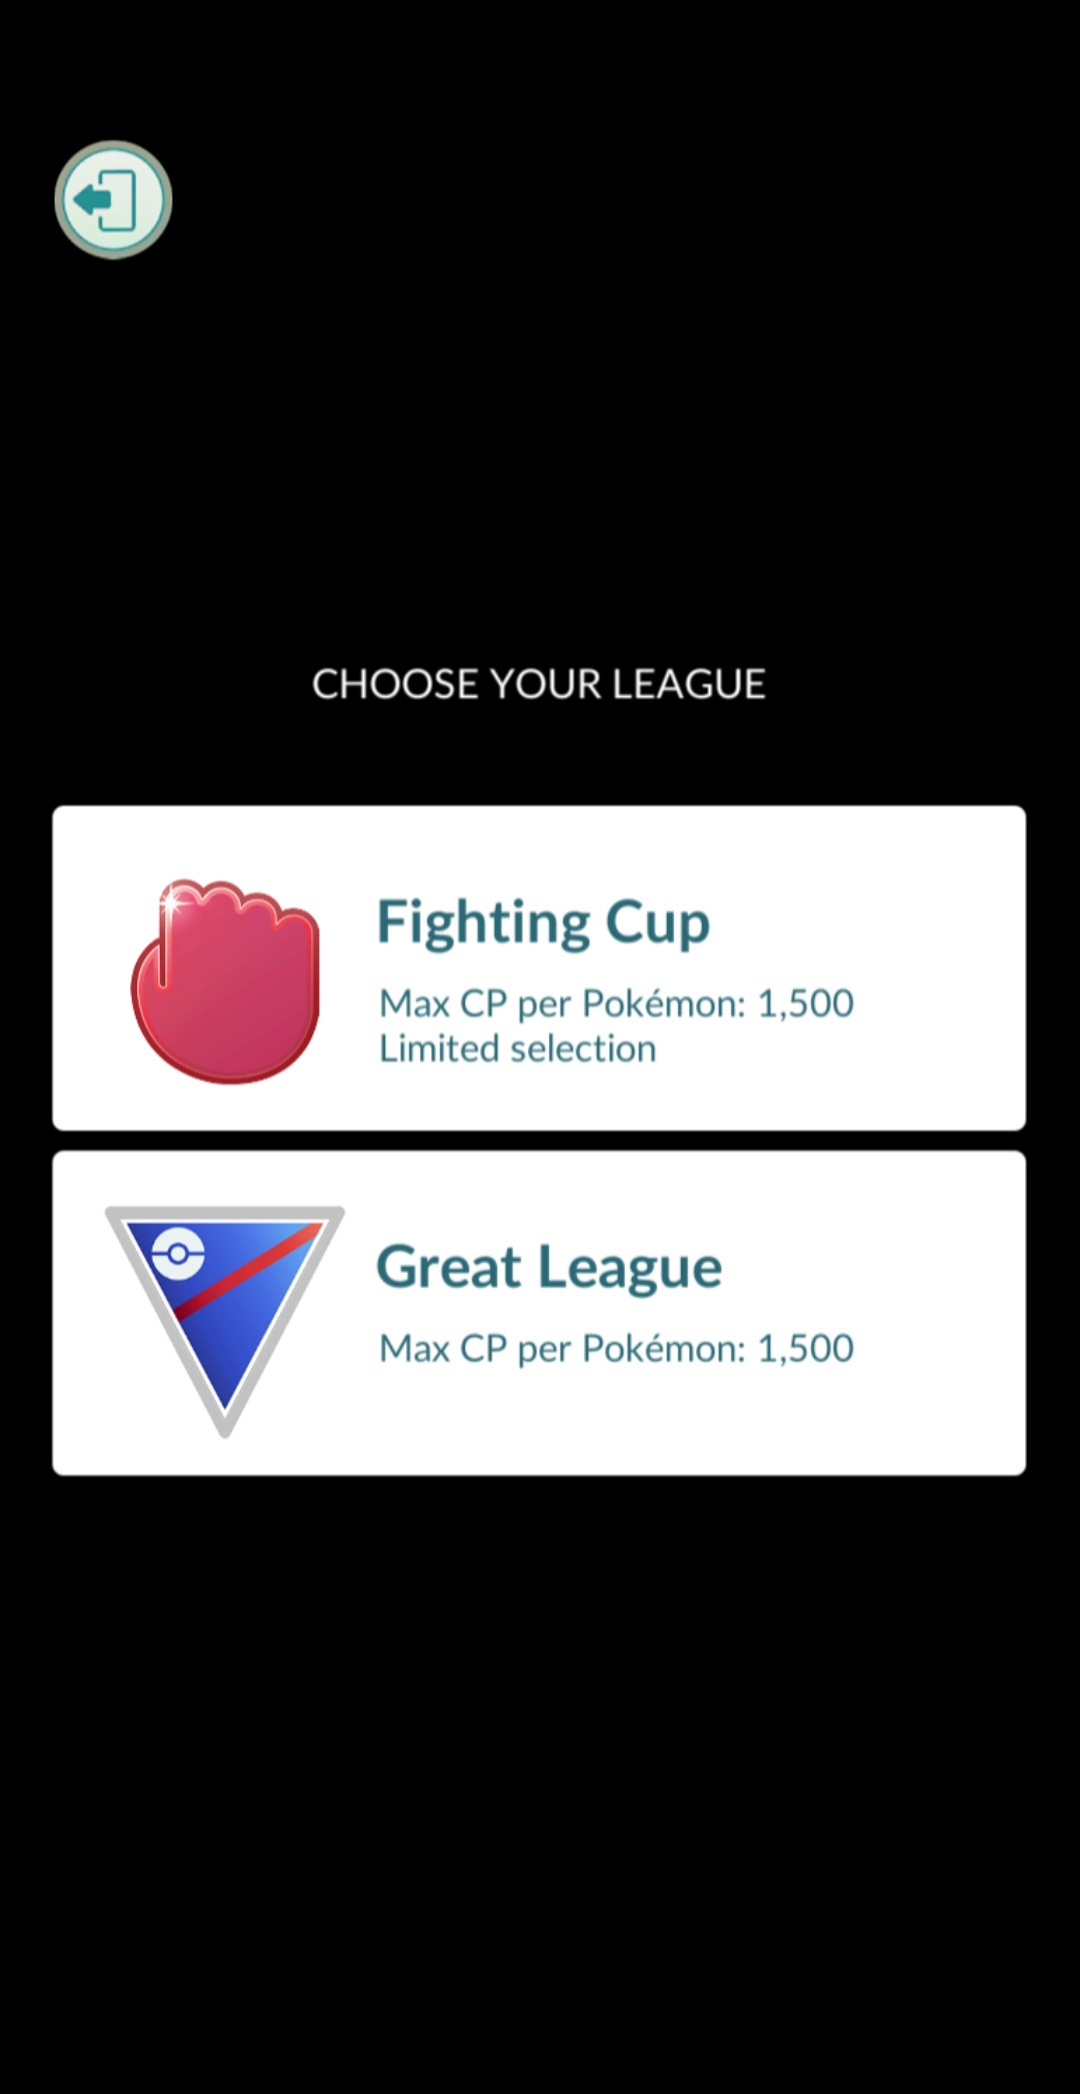 CHOOSE YOUR LEAGUE
Fighting Cup
Max CP per Pokémon: 1,500
Limited selection
Great League
Max CP per Pokémon: 1,500